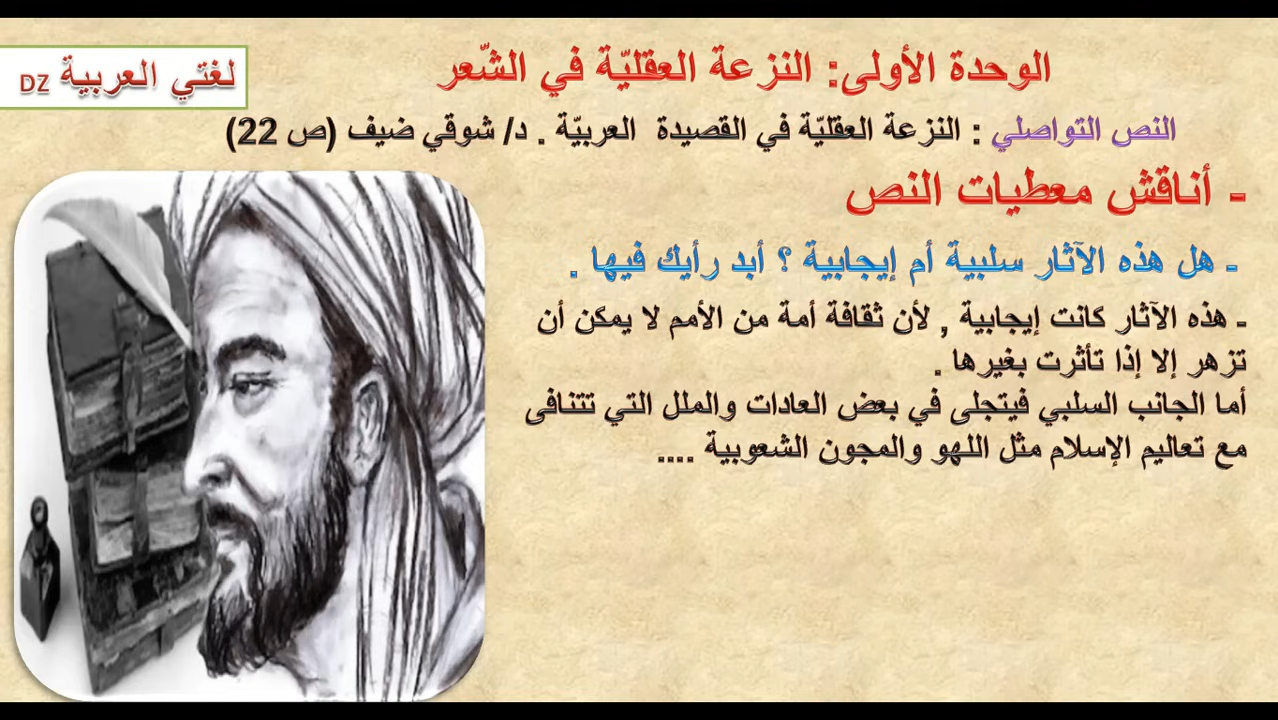 لغتي العربية DZ
الوحدة الأولى: النزعة العقليّة في الشّعر
النص التواصلي : النزعة العقليّة في القصيدة العربيّة . د/ شوقي ضيف (ص 22)
- أناقش معطيات النص
- هل هذه الآثار سلبية أم إيجابية ؟ أبد رأيك فيها .
- هذه الآثار كانت إيجابية , لأن ثقافة أمة من الأمم لا يمكن أن
تزهر إلا إذا تأثرت بغيرها .
أما الجانب السلبي فيتجلى في بعض العادات والملل التي تتنافى
مع تعاليم الإسلام مثل اللهو والمجون الشعوبية ....